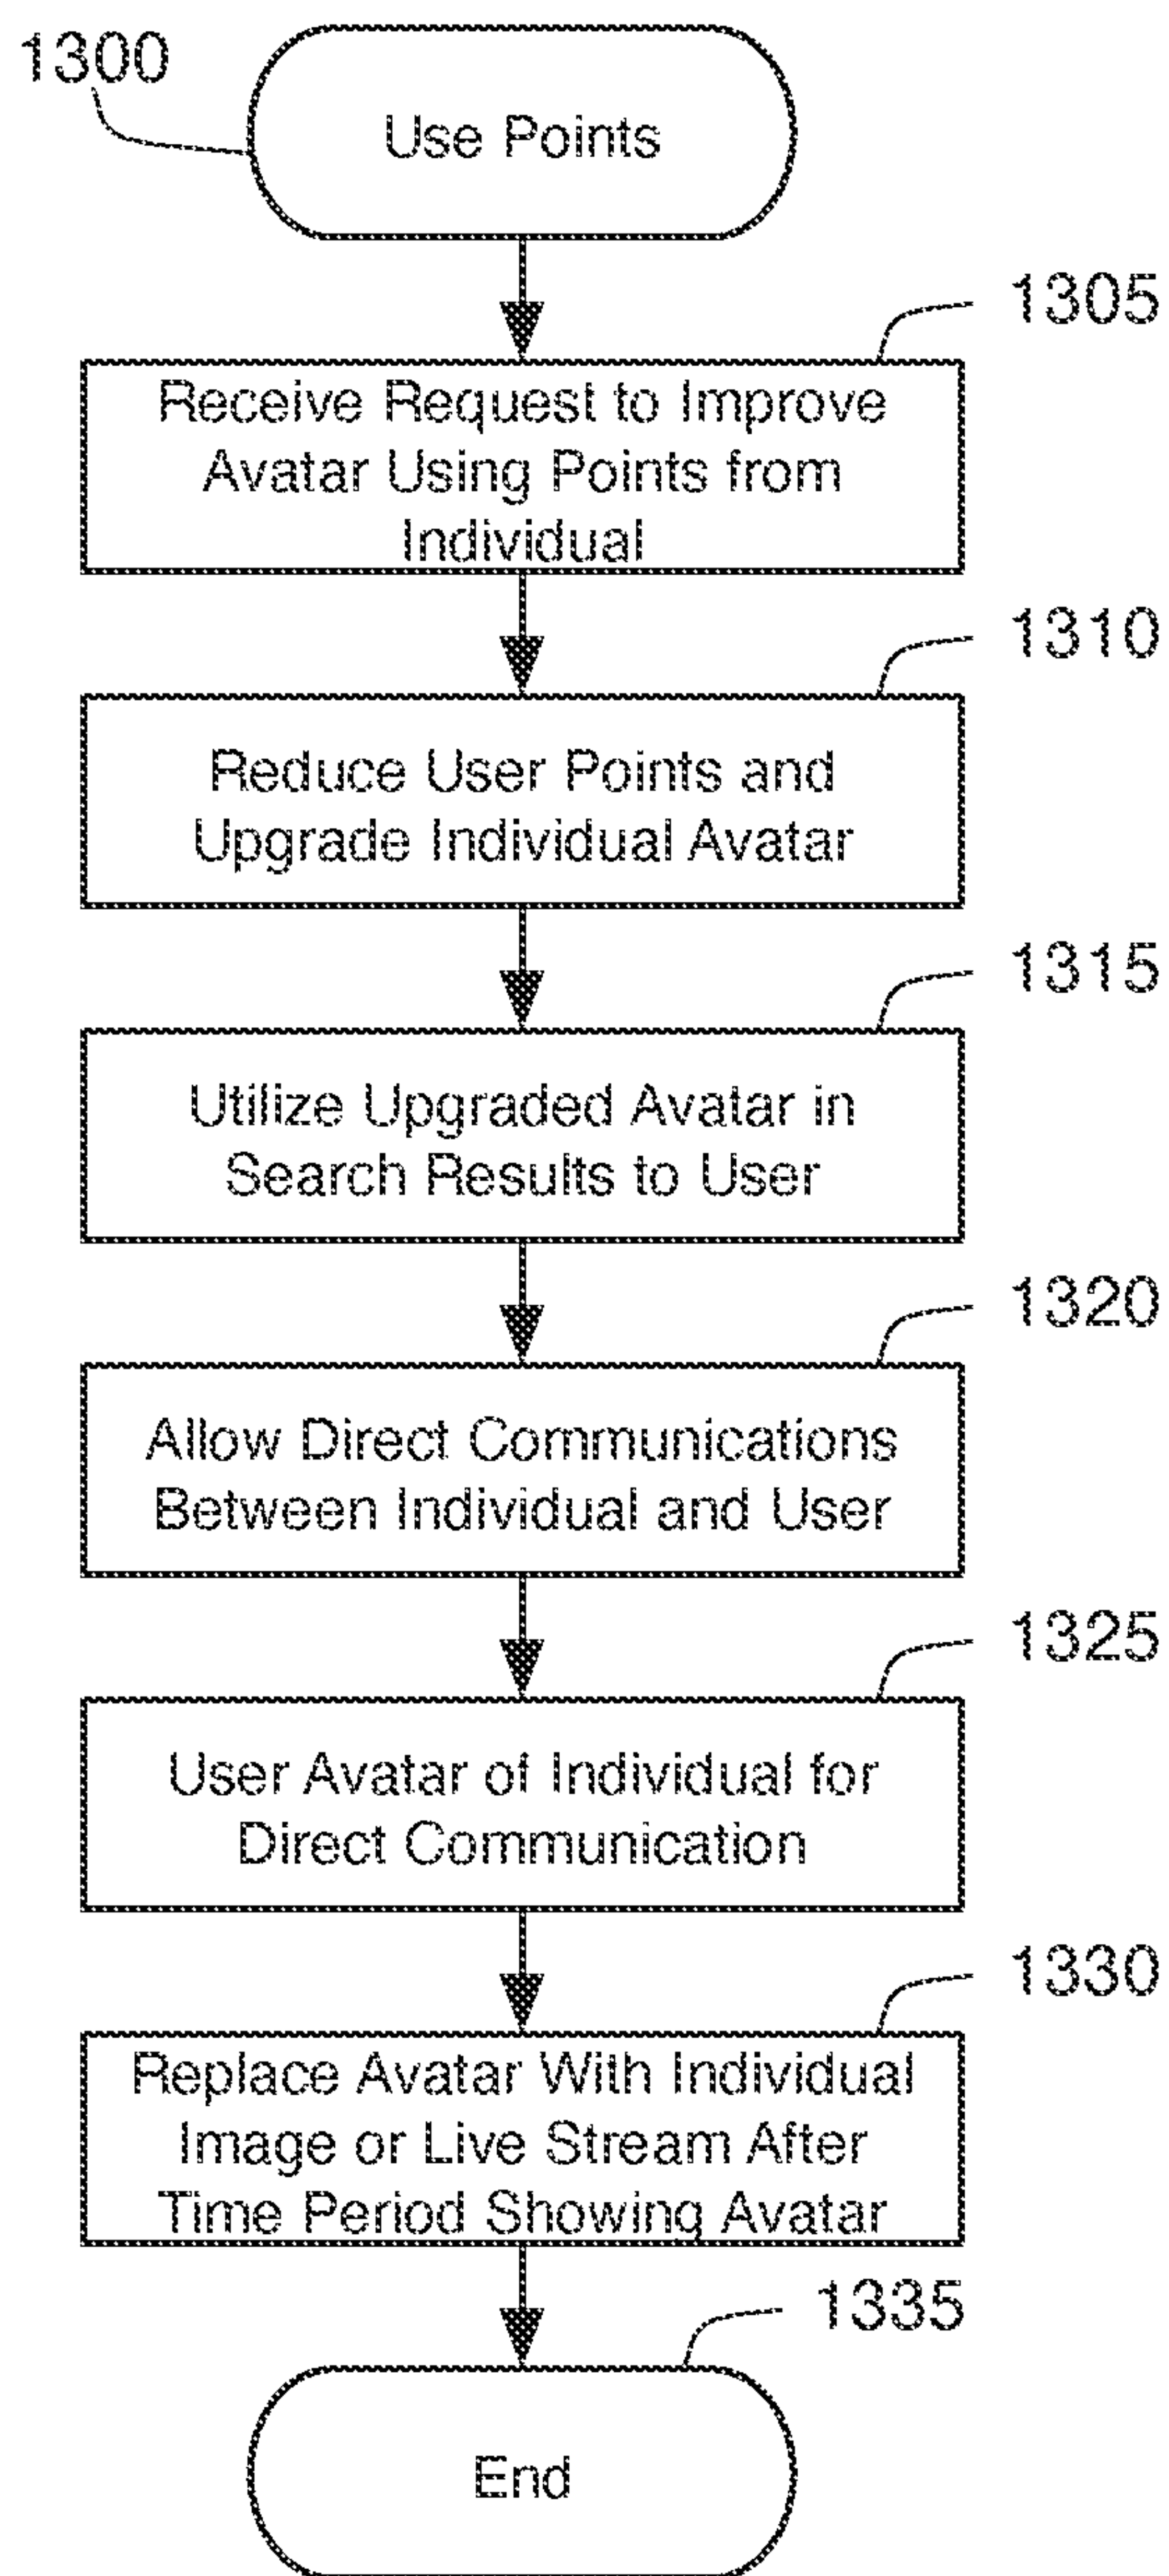 1300
Use Points
1305
Receive Request to Improve
Avatar Using Points from
Individual
1310
Reduce User Points and
Upgrade Individual Avatar
1315
Utilize Upgraded Avatar in
Search Results to User
1320
Allow Direct Communications
Between Individual and User
1325
User Avatar of Individual for
Direct Communication
1330
Replace Avatar With Individual
Image or Live Stream After
Time Period Showing Avatar
1335
End